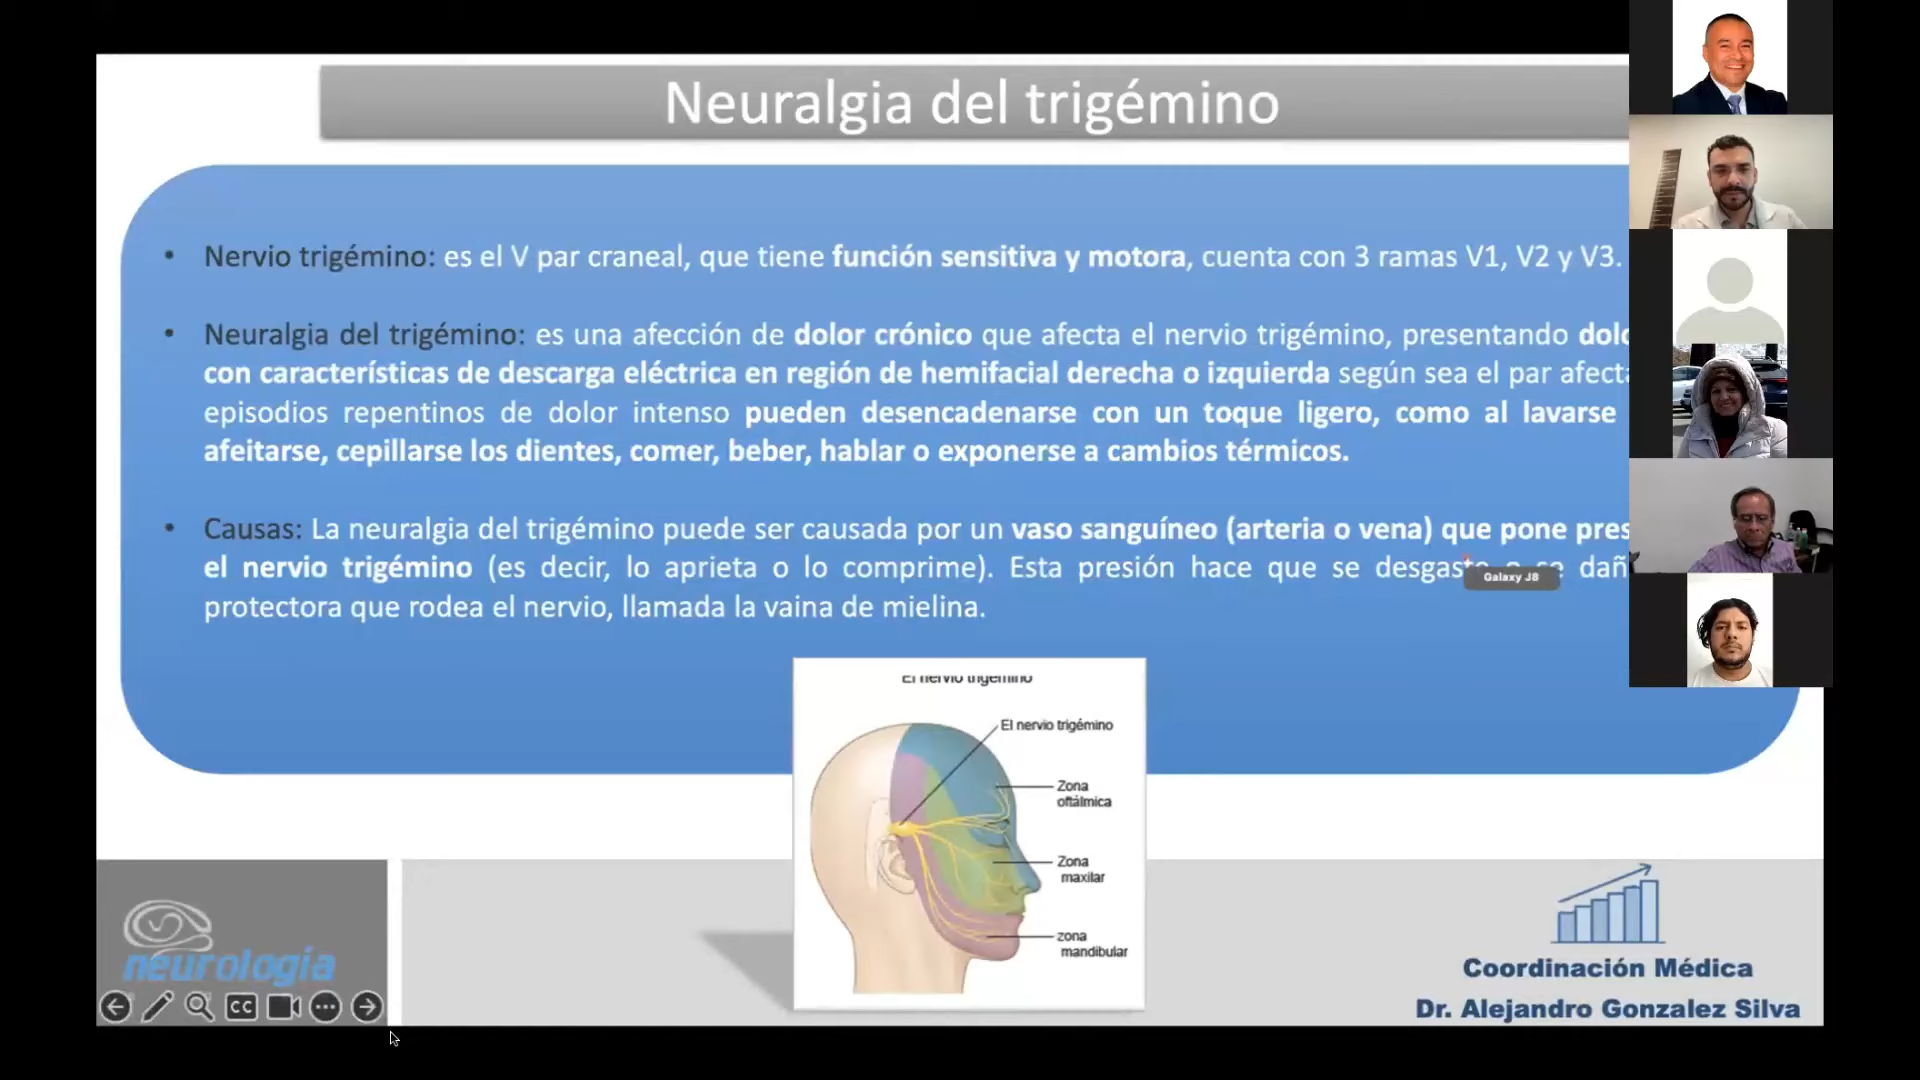 Neuralgia del trigémino
• Nervio trigémino: es el V par craneal, que tiene función sensitiva y motora, cuenta con 3 ramas V1, V2 y V3.
• Neuralgia del trigémino: es una afección de dolor crónico que afecta el nervio trigémino, presentando
con características de descarga eléctrica en región de hemifacial derecha o izquierda según sea el par
episodios repentinos de dolor intenso pueden desencadenarse con un toque ligero, como al lavarse
afeitarse, cepillarse los dientes, comer, beber, hablar o exponerse a cambios térmicos.
• Causas: La neuralgia del trigémino puede ser causada por un vaso sanguíneo (arteria o vena) que pone
el nervio trigémino (es decir, lo aprieta o lo comprime). Esta presión hace que se
Galaxy J8
protectora que rodea el nervio, llamada la vaina de mielina.
El nervio trigémino
El nervio trigémino
Zona
oftálmica
Zona
maxilar
zona
mandibular
neurología
CC
Coordinación Médica
Dr. Alejandro Gonzalez Silva